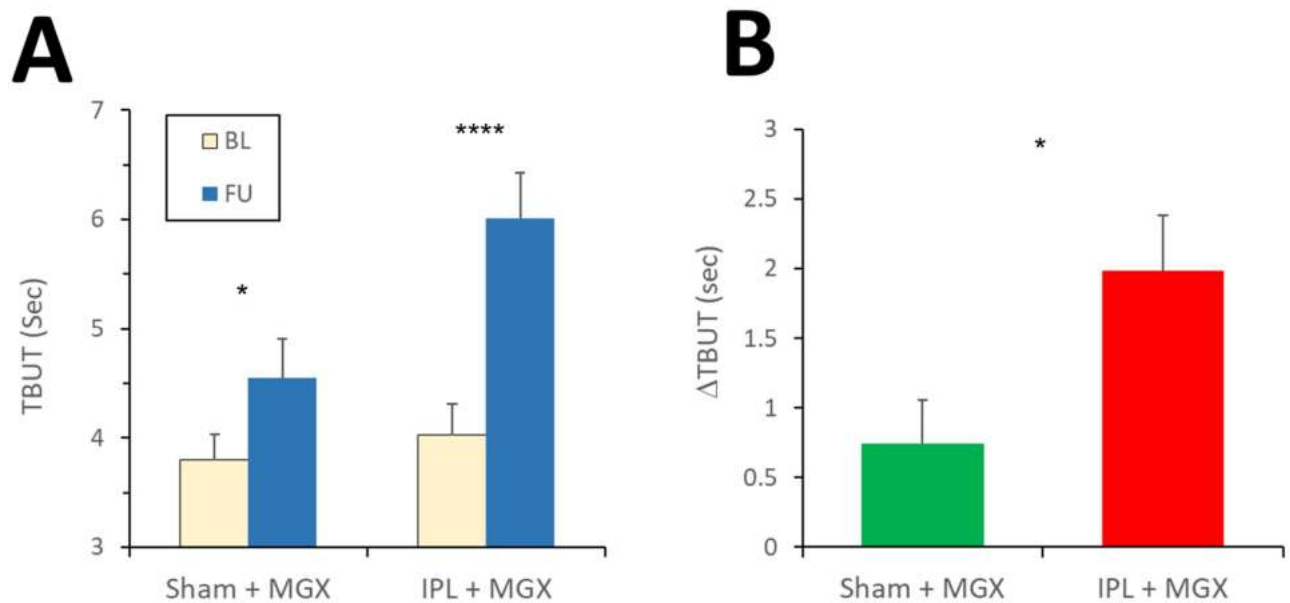 A
7
6
5
4
3
TBUT (Sec)
BL
FU
*
****
Sham + MGX
IPL + MGX
B
3
2.5
2
1.5
1
0.5
0
ΔTBUT (sec)
*
Sham + MGX
IPL + MGX